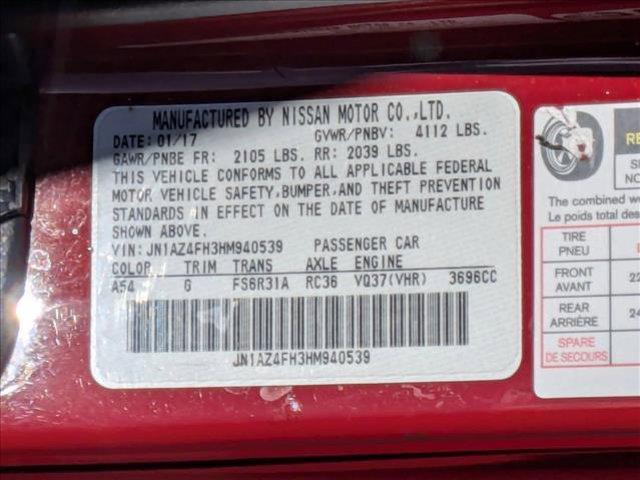 MANUFACTURED BY NISSAN MOTOR CO.,LTD.
DATE: 01/17 GVWR/PNBV: 4112 LBS.
GAWR/PNBE FR: 2105 LBS. RR: 2039 LBS.
THIS VEHICLE CONFORMS TO ALL APPLICABLE FEDERAL
MOTOR VEHICLE SAFETY,BUMPER,AND THEFT PREVENTION
STANDARDS IN EFFECT ON THE DATE OF MANUFACTURE
SHOWN ABOVE.
VIN: JN1AZ4FH3HM940539 PASSENGER CAR
COLOR TRIM TRANS AXLE ENGINE
A54 G FS6R31A RC36 VQ37(VHR) 3696CC
JN1AZ4FH3HM940539
The combined
Le poids total
TIRE
PNEU
FRONT
AVANT
REAR
ARRIÈRE
SPARE
DE SECOURS